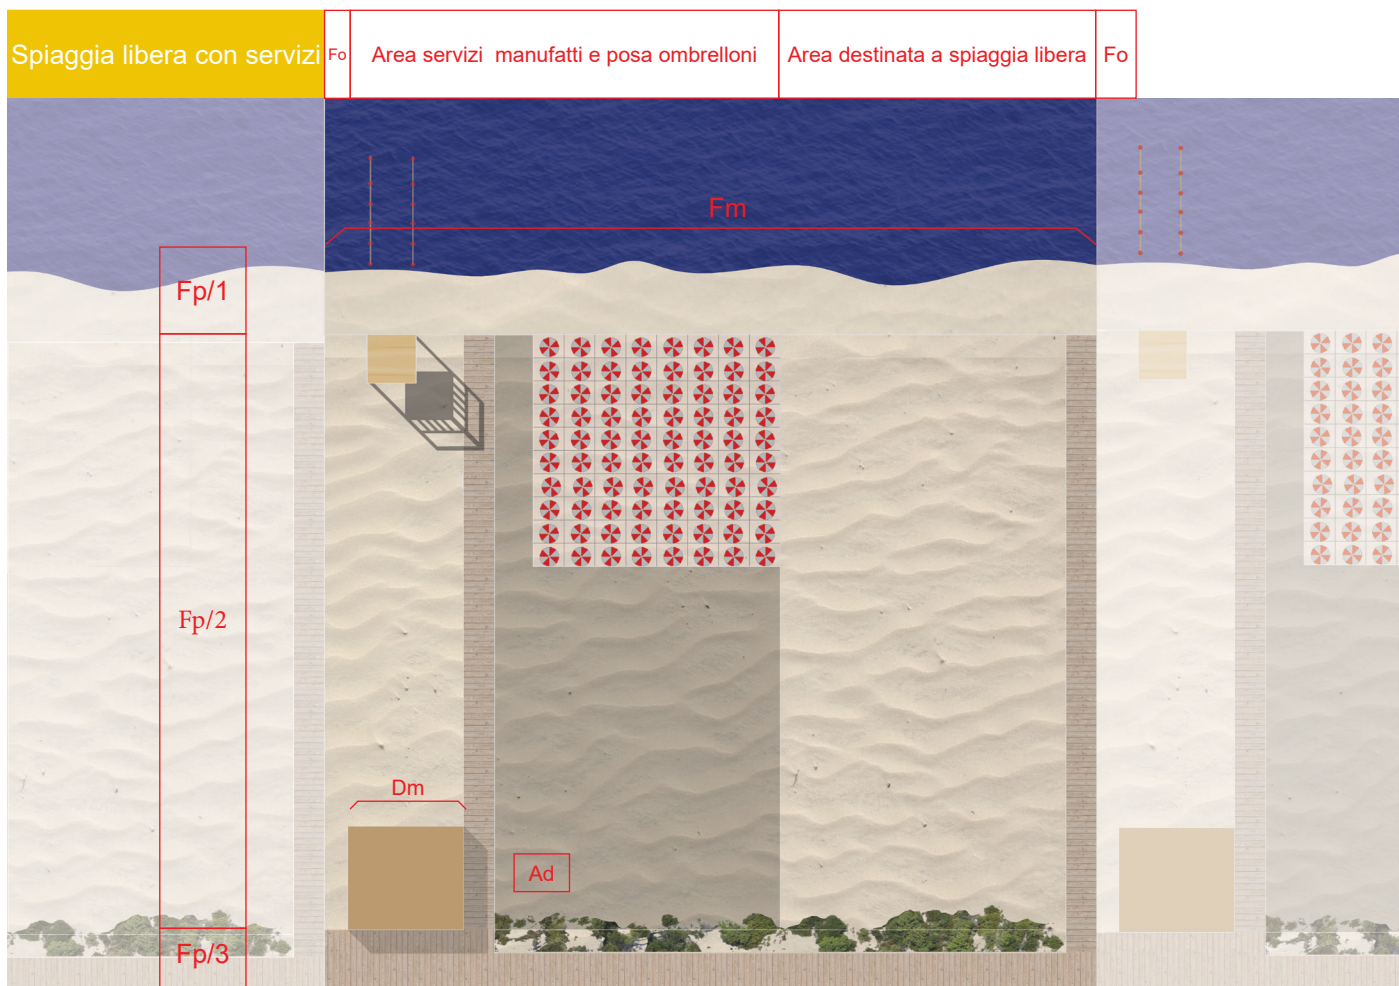 Spiaggia libera con servizi
Fo
Area servizi manufatti e posa ombrelloni
Area destinata a spiaggia libera
Fo
Fm
Fp/1
Fp/2
Dm
Ad
Fp/3